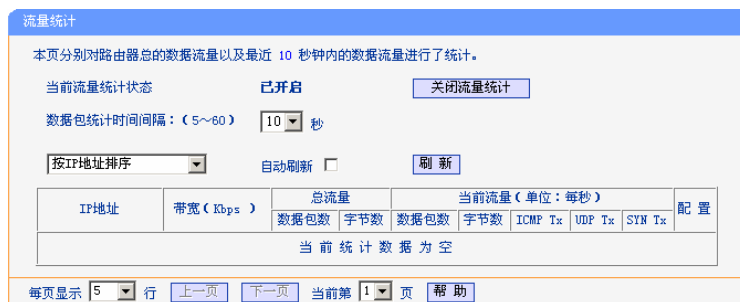 流量统计
本页分别对路由器总的数据流量以及最近 10 秒钟内的数据流量进行了统计。
当前流量统计状态 已开启 关闭流量统计
数据包统计时间间隔：(5～60) 10 秒
按IP地址排序 自动刷新 刷 新
总流量 当前流量(单位：每秒)
IP地址 带宽(Kbps ) 配 置
数据包数 字节数 数据包数 字节数 ICMP Tx UDP Tx SYN Tx
当 前 统 计 数 据 为 空
每页显示 5 行 上一页 下一页 当前第 1 页 帮 助